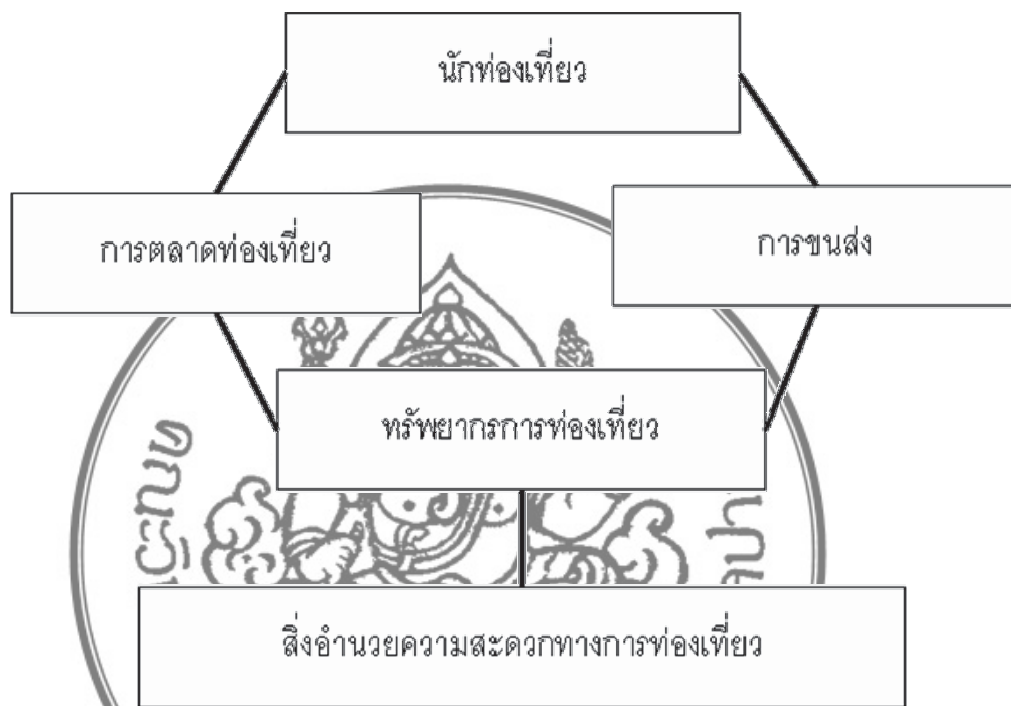 นักท่องเที่ยว
การตลาดท่องเที่ยว
การขนส่ง
ทรัพยากรการท่องเที่ยว
สิ่งอำนวยความสะดวกทางการท่องเที่ยว